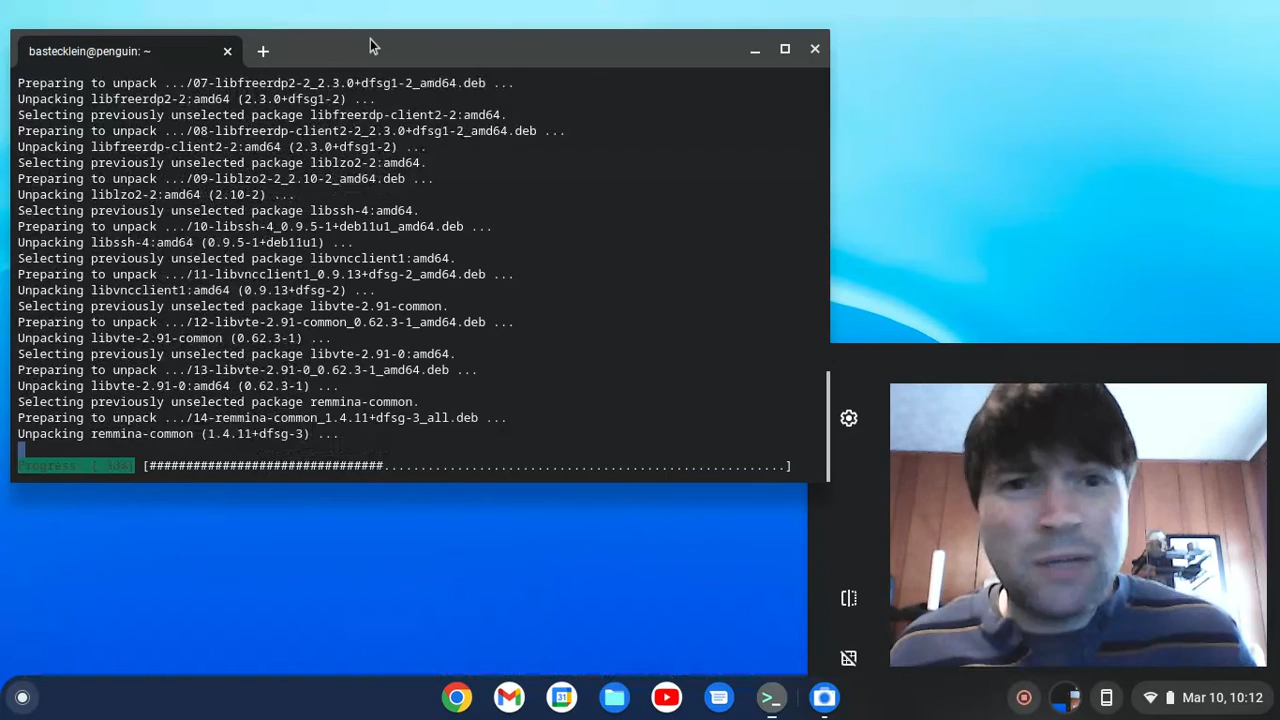 bastecklein@penguin: ~
Preparing to unpack .../07-libfreerdp2-2_2.3.0+dfsg1-2_amd64.deb ...
Unpacking libfreerdp2-2:amd64 (2.3.0+dfsg1-2) ...
Selecting previously unselected package libfreerdp-client2-2:amd64.
Preparing to unpack .../08-libfreerdp-client2-2_2.3.0+dfsg1-2_amd64.deb ...
Unpacking libfreerdp-client2-2:amd64 (2.3.0+dfsg1-2) ...
Selecting previously unselected package liblzo2-2:amd64.
Preparing to unpack .../09-liblzo2-2_2.10-2_amd64.deb ...
Unpacking liblzo2-2:amd64 (2.10-2) ...
Selecting previously unselected package libssh-4:amd64.
Preparing to unpack .../10-libssh-4_0.9.5-1+deb11u1_amd64.deb ...
Unpacking libssh-4:amd64 (0.9.5-1+deb11u1) ...
Selecting previously unselected package libvncclient1:amd64.
Preparing to unpack .../11-libvncclient1_0.9.13+dfsg-2_amd64.deb ...
Unpacking libvncclient1:amd64 (0.9.13+dfsg-2) ...
Selecting previously unselected package libvte-2.91-common.
Preparing to unpack .../12-libvte-2.91-common_0.62.3-1_amd64.deb ...
Unpacking libvte-2.91-common (0.62.3-1) ...
Selecting previously unselected package libvte-2.91-0:amd64.
Preparing to unpack .../13-libvte-2.91-0_0.62.3-1_amd64.deb ...
Unpacking libvte-2.91-0:amd64 (0.62.3-1) ...
Selecting previously unselected package remmina-common.
Preparing to unpack .../14-remmina-common_1.4.11+dfsg-3_all.deb ...
Unpacking remmina-common (1.4.11+dfsg-3) ...
Progress: [################################.......................................................]
31
Mar 10, 10:12